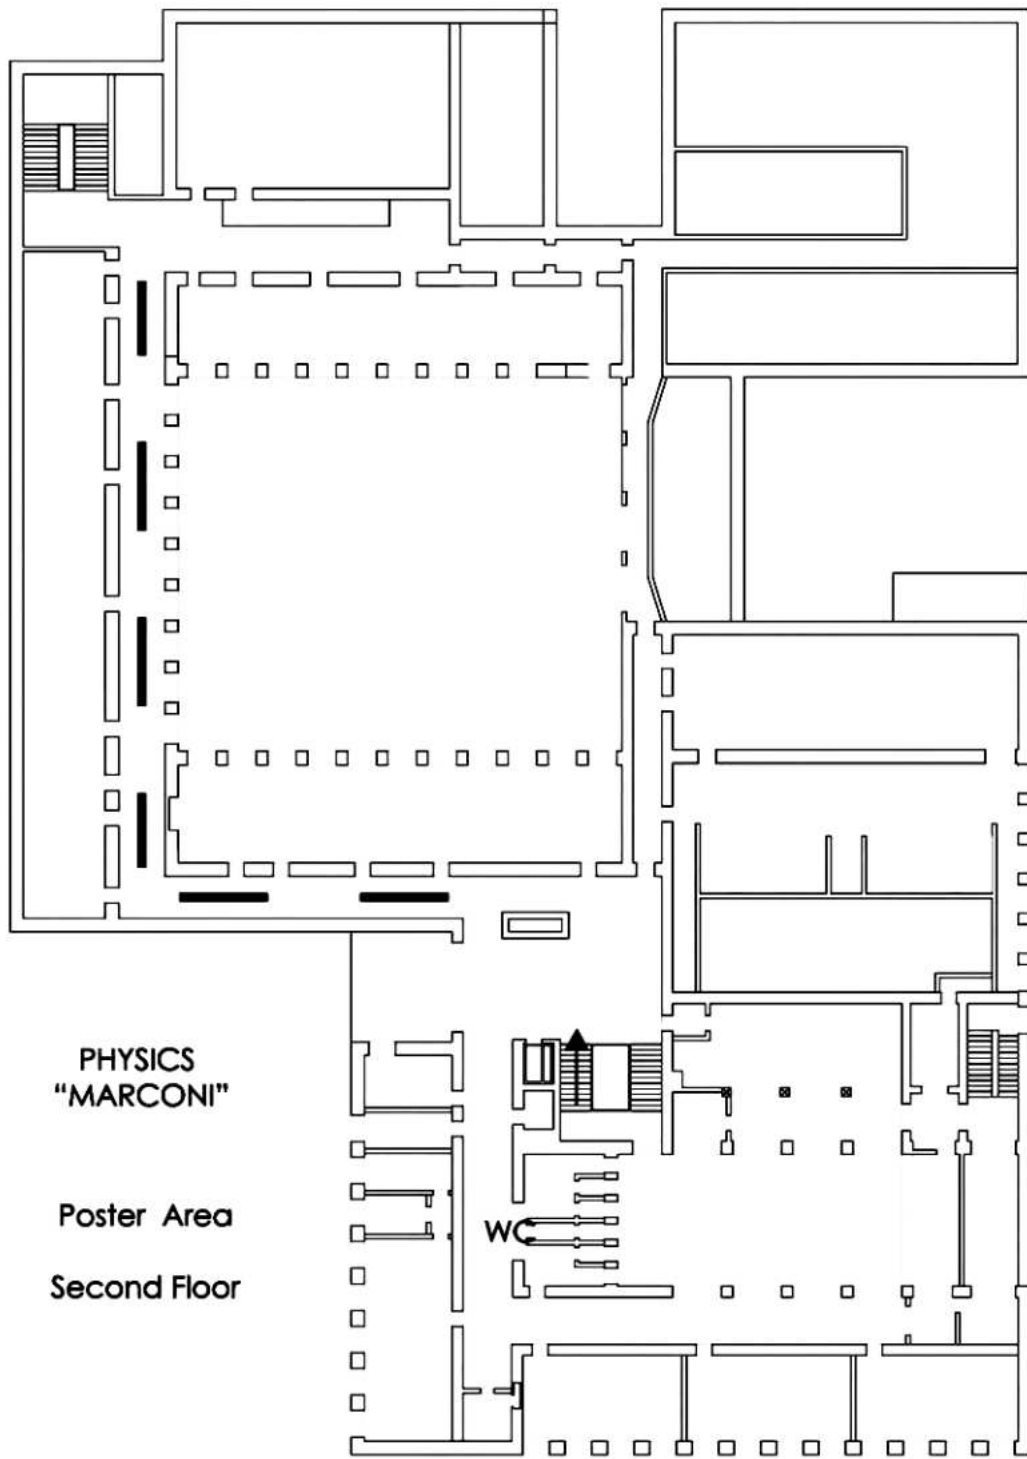 PHYSICS
“MARCONI”
Poster Area
WC
Second Floor